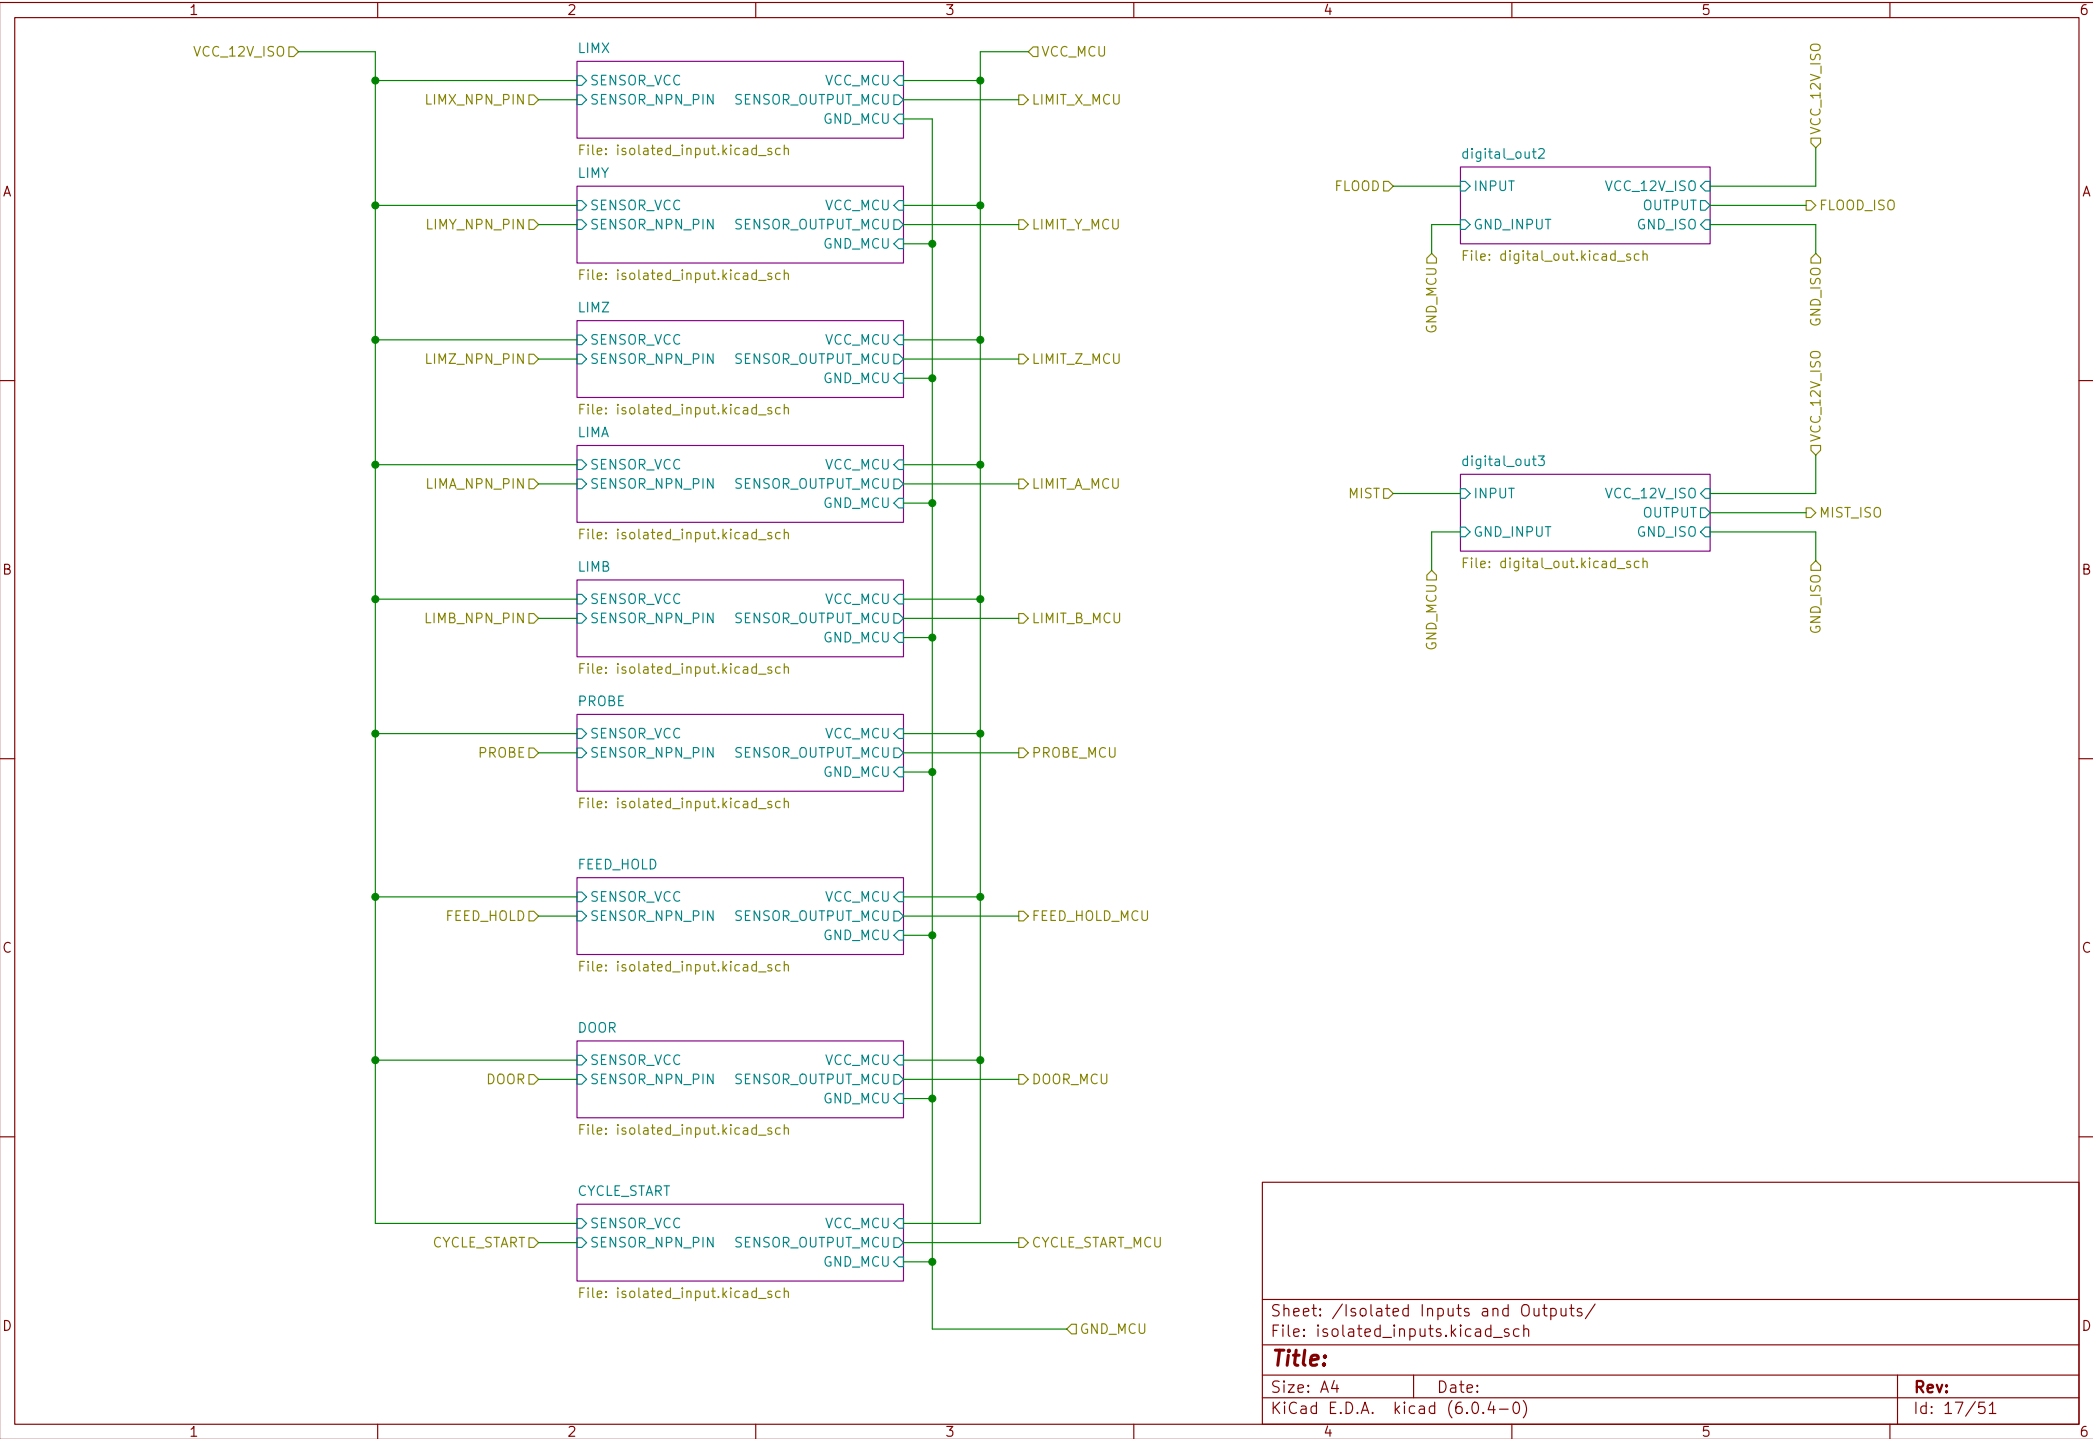 1 2 3 4 5 6
VCC_12V_ISO
LIMX
VCC_MCU
SENSOR_VCC VCC_MCU
LIMX_NPN_PIN SENSOR_NPN_PIN SENSOR_OUTPUT_MCU LIMIT_X_MCU
GND_MCU
File: isolated_input.kicad_sch
A
LIMY
SENSOR_VCC VCC_MCU
LIMY_NPN_PIN SENSOR_NPN_PIN SENSOR_OUTPUT_MCU LIMIT_Y_MCU
GND_MCU
File: isolated_input.kicad_sch
LIMZ
SENSOR_VCC VCC_MCU
LIMZ_NPN_PIN SENSOR_NPN_PIN SENSOR_OUTPUT_MCU LIMIT_Z_MCU
GND_MCU
File: isolated_input.kicad_sch
LIMA
SENSOR_VCC VCC_MCU
LIMA_NPN_PIN SENSOR_NPN_PIN SENSOR_OUTPUT_MCU LIMIT_A_MCU
GND_MCU
File: isolated_input.kicad_sch
B
LIMB
SENSOR_VCC VCC_MCU
LIMB_NPN_PIN SENSOR_NPN_PIN SENSOR_OUTPUT_MCU LIMIT_B_MCU
GND_MCU
File: isolated_input.kicad_sch
PROBE
SENSOR_VCC VCC_MCU
PROBE SENSOR_NPN_PIN SENSOR_OUTPUT_MCU PROBE_MCU
GND_MCU
File: isolated_input.kicad_sch
FEED_HOLD
SENSOR_VCC VCC_MCU
FEED_HOLD SENSOR_NPN_PIN SENSOR_OUTPUT_MCU FEED_HOLD_MCU
GND_MCU
C
File: isolated_input.kicad_sch
DOOR
SENSOR_VCC VCC_MCU
DOOR SENSOR_NPN_PIN SENSOR_OUTPUT_MCU DOOR_MCU
GND_MCU
File: isolated_input.kicad_sch
CYCLE_START
SENSOR_VCC VCC_MCU
CYCLE_START SENSOR_NPN_PIN SENSOR_OUTPUT_MCU CYCLE_START_MCU
GND_MCU
File: isolated_input.kicad_sch
D
GND_MCU
VCC_12V_ISO
digital_out2
FLOOD INPUT VCC_12V_ISO
OUTPUT FLOOD_ISO
GND_INPUT GND_ISO
File: digital_out.kicad_sch
GND_MCU
GND_ISO
A
VCC_12V_ISO
digital_out3
MIST INPUT VCC_12V_ISO
OUTPUT MIST_ISO
GND_INPUT GND_ISO
File: digital_out.kicad_sch
GND_MCU
GND_ISO
B
C
D
Sheet: /Isolated Inputs and Outputs/
File: isolated_inputs.kicad_sch
Title:
Size: A4 Date: Rev:
KiCad E.D.A. kicad (6.0.4-0) Id: 17/51
1 2 3 4 5 6